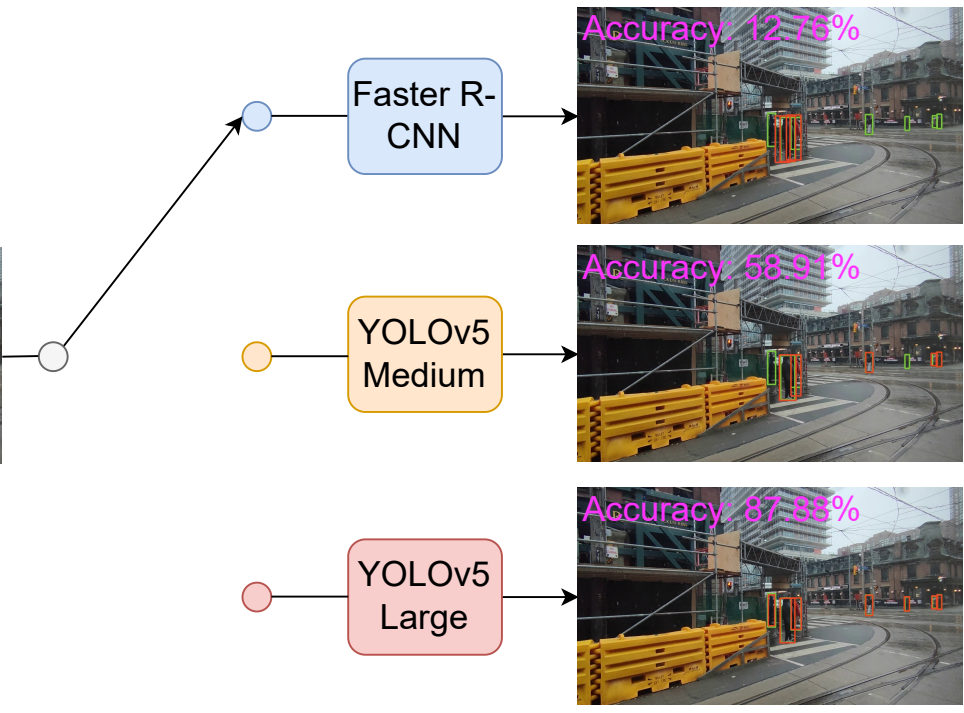 Accuracy: 12.76%
Faster R-
CNN
Accuracy: 58.91%
YOLOv5
Medium
Accuracy: 87.88%
YOLOv5
Large